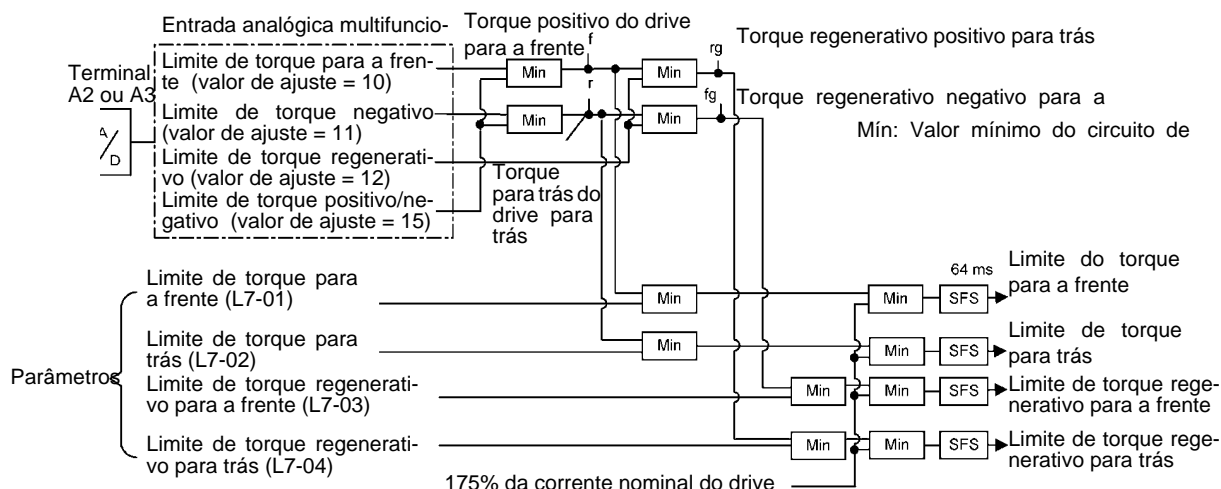 Entrada analógica multifuncio-
Torque positivo do drive
para a frente
f
rg
Torque regenerativo positivo para trás
Terminal
A2 ou A3
A/D
Limite de torque para a fren-
te (valor de ajuste = 10)
Min
Min
r
fg
Limite de torque negativo
(valor de ajuste = 11)
Min
Min
Torque regenerativo negativo para a
Mín: Valor mínimo do circuito de
Limite de torque regenerati-
vo (valor de ajuste = 12)
Limite de torque positivo/ne-
gativo (valor de ajuste = 15)
Torque
para trás do
drive para
trás
Parâmetros
Limite de torque para
a frente (L7-01)
Min
Min
64 ms
SFS
Limite do torque
para a frente
Limite de torque para
trás (L7-02)
Min
Min
SFS
Limite de torque
para trás
Limite de torque regenerati-
vo para a frente (L7-03)
Min
Min
SFS
Limite de torque rege-
nerativo para a frente
Limite de torque regenerati-
vo para trás (L7-04)
Min
Min
SFS
Limite de torque rege-
nerativo para trás
175% da corrente nominal do drive